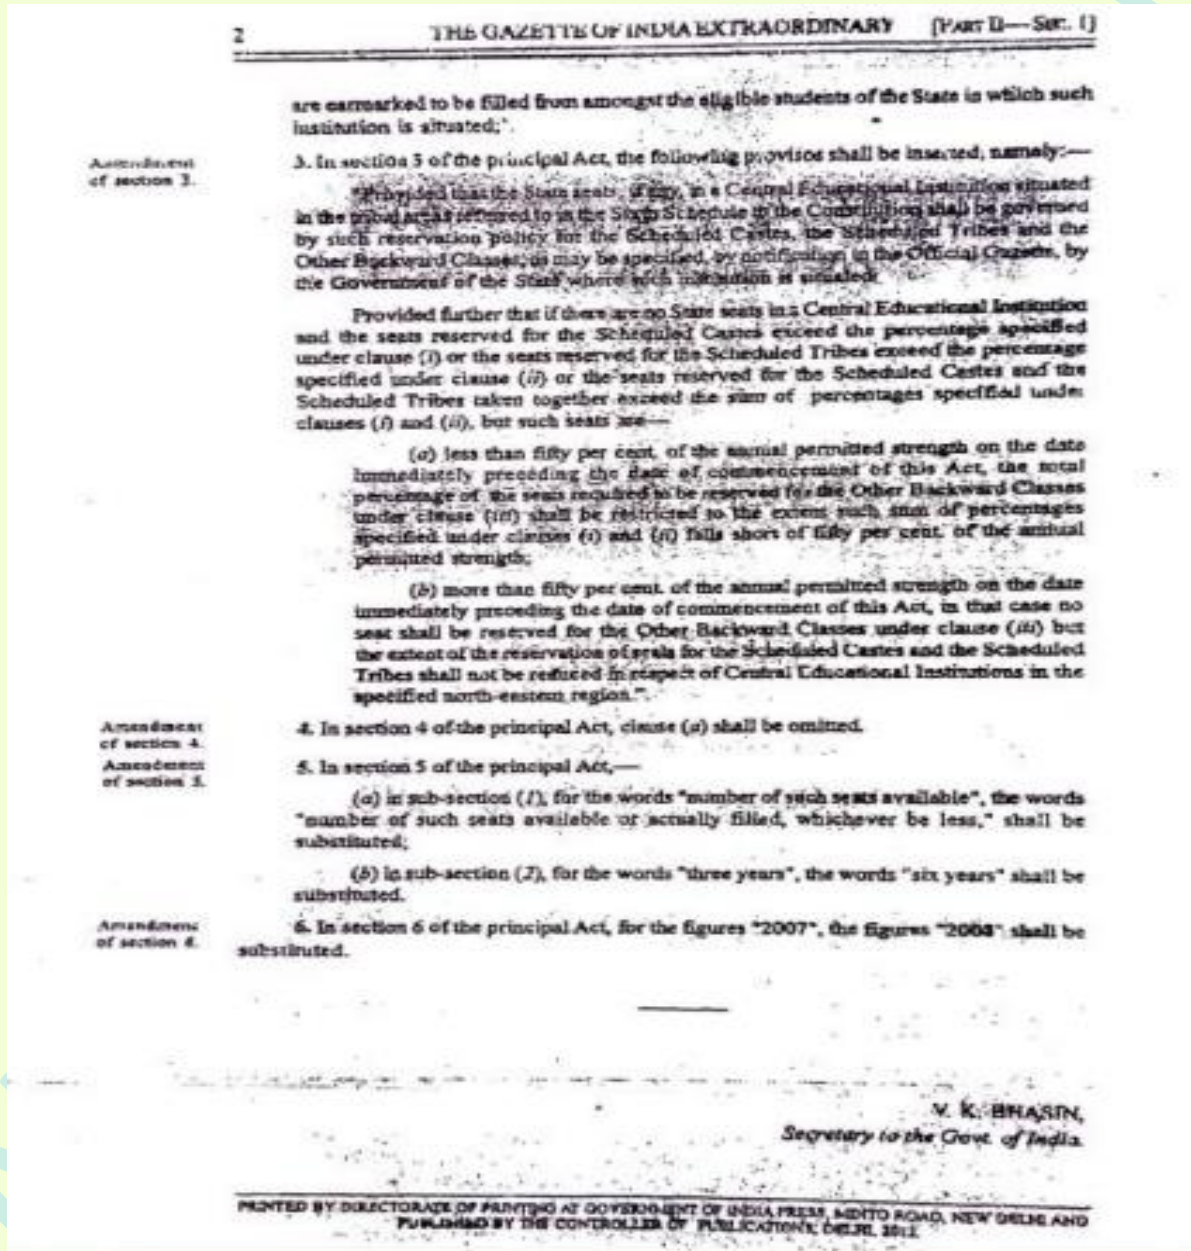 2 THE GAZETTE OF INDIA EXTRAORDINARY [PART II—SEC. 1]
are earmarked to be filled from amongst the eligible students of the State in which such
institution is situated;'.
Amendment
of section 3.
3. In section 3 of the principal Act, the following provisos shall be inserted, namely:—
"Provided that the State seats, if any, in a Central Educational Institution situated
in the tribal areas referred to in the Sixth Schedule to the Constitution shall be governed
by such reservation policy for the Scheduled Castes, the Scheduled Tribes and the
Other Backward Classes, as may be specified, by notification in the Official Gazette, by
the Government of the State where such institution is situated:
Provided further that if there are no State seats in a Central Educational Institution
and the seats reserved for the Scheduled Castes exceed the percentage specified
under clause (i) or the seats reserved for the Scheduled Tribes exceed the percentage
specified under clause (ii) or the seats reserved for the Scheduled Castes and the
Scheduled Tribes taken together exceed the sum of percentages specified under
clauses (i) and (ii), but such seats are—
(a) less than fifty per cent. of the annual permitted strength on the date
immediately preceding the date of commencement of this Act, the total
percentage of the seats required to be reserved for the Other Backward Classes
under clause (iii) shall be restricted to the extent such sum of percentages
specified under clauses (i) and (ii) falls short of fifty per cent. of the annual
permitted strength;
(b) more than fifty per cent. of the annual permitted strength on the date
immediately preceding the date of commencement of this Act, in that case no
seat shall be reserved for the Other Backward Classes under clause (iii) but
the extent of the reservation of seats for the Scheduled Castes and the Scheduled
Tribes shall not be reduced in respect of Central Educational Institutions in the
specified north-eastern region.".
Amendment
of section 4.
4. In section 4 of the principal Act, clause (a) shall be omitted.
Amendment
of section 5.
5. In section 5 of the principal Act,—
(a) in sub-section (1), for the words "number of such seats available", the words
"number of such seats available or actually filled, whichever be less," shall be
substituted;
(b) in sub-section (2), for the words "three years", the words "six years" shall be
substituted.
Amendment
of section 6.
6. In section 6 of the principal Act, for the figures "2007", the figures "2008" shall be
substituted.
V. K. BHASIN,
Secretary to the Govt. of India.
PRINTED BY DIRECTORATE OF PRINTING AT GOVERNMENT OF INDIA PRESS, MINTO ROAD, NEW DELHI AND
PUBLISHED BY THE CONTROLLER OF PUBLICATIONS, DELHI, 2012.